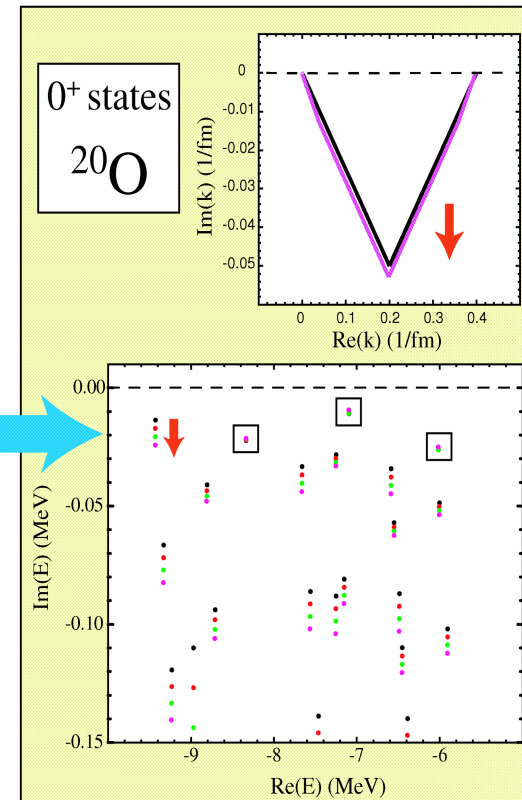 0⁺ states
²⁰O
0
-0.01
-0.02
-0.03
-0.04
-0.05
Im(k) (1/fm)
0 0.1 0.2 0.3 0.4
Re(k) (1/fm)
0.00
-0.05
-0.10
-0.15
Im(E) (MeV)
-9 -8 -7 -6
Re(E) (MeV)